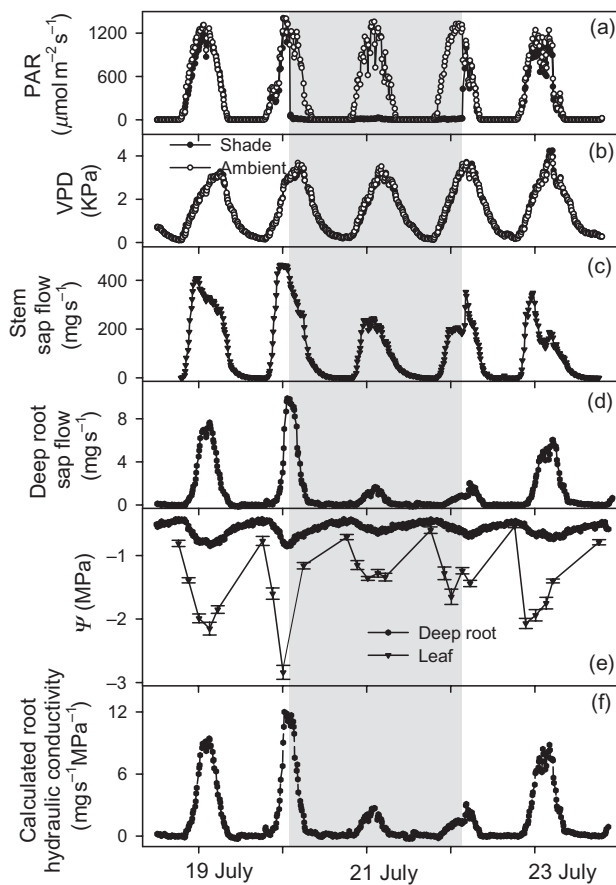 (a)
PAR
(μmol m⁻² s⁻¹)
1200
600
0
(b)
Shade
Ambient
VPD
(KPa)
4
2
0
(c)
Stem
sap flow
(mg s⁻¹)
400
200
0
(d)
Deep root
sap flow
(mg s⁻¹)
8
4
0
(e)
Ψ (MPa)
–1
–2
–3
Deep root
Leaf
(f)
Calculated root
hydraulic conductivity
(mg s⁻¹ MPa⁻¹)
12
6
0
19 July
21 July
23 July